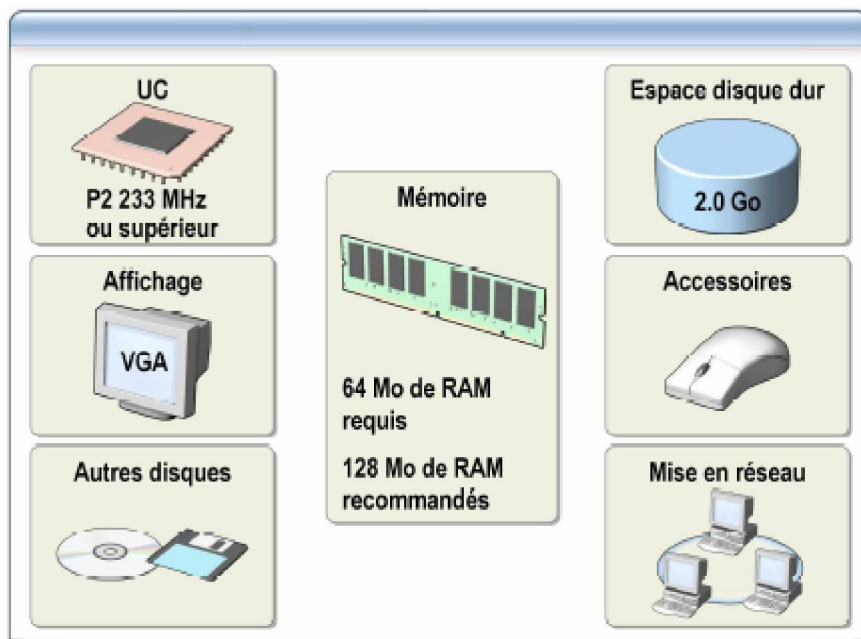 UC
P2 233 MHz
ou supérieur
Affichage
VGA
Autres disques
Mémoire
64 Mo de RAM
requis
128 Mo de RAM
recommandés
Espace disque dur
2.0 Go
Accessoires
Mise en réseau